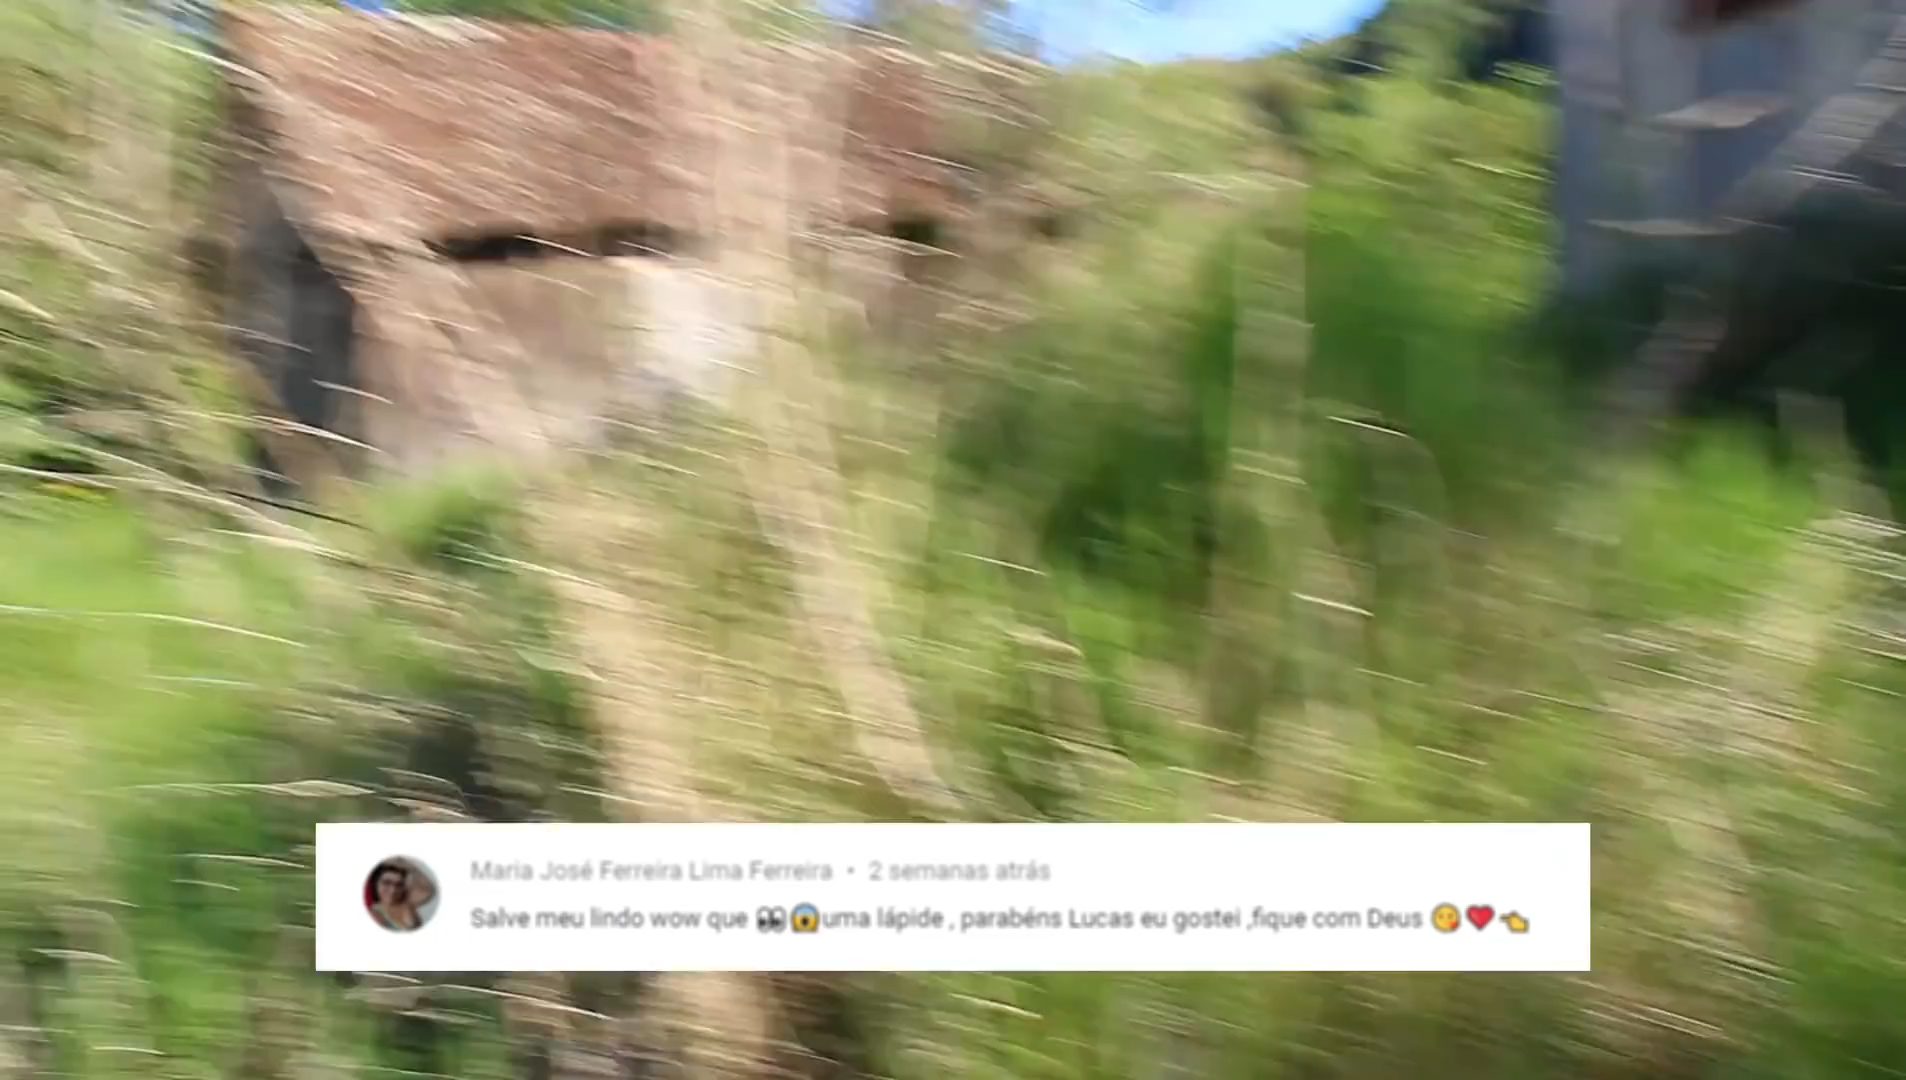 Maria José Ferreira Lima Ferreira • 2 semanas atrás
Salve meu lindo wow que 👀😱uma lápide , parabéns Lucas eu gostei ,fique com Deus 😘❤️👈